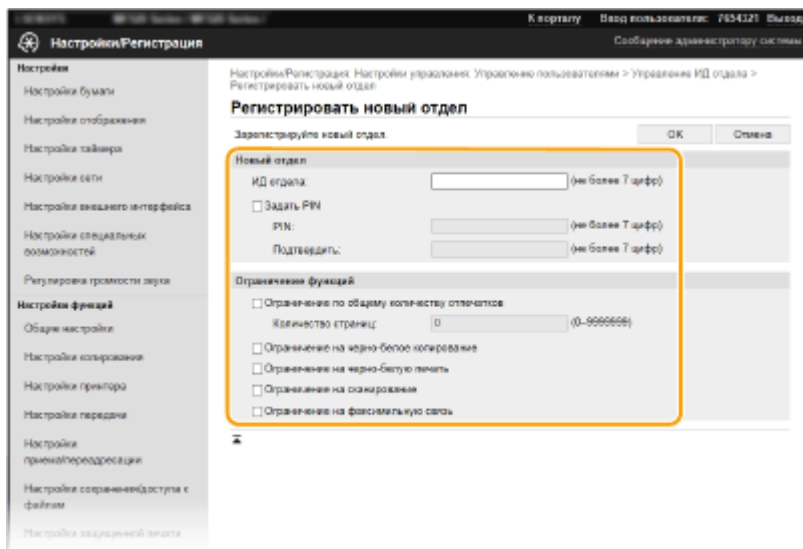 К порталу Ввод пользователя: 7654321 Выход
Настройки/Регистрация
Сообщение администратору системы
Настройки
Настройки бумаги
Настройки отображения
Настройки таймера
Настройки сети
Настройки внешнего интерфейса
Настройки специальных
возможностей
Регулировка громкости звука
Настройки функций
Общие настройки
Настройки копирования
Настройки принтера
Настройки передачи
Настройки
приема/переадресации
Настройки сохранения/доступа к
файлам
Настройки защищенной печати
Настройки/Регистрация: Настройки управления: Управление пользователями > Управление ИД отдела >
Регистрировать новый отдел
Регистрировать новый отдел
Зарегистрируйте новый отдел.
OK Отмена
Новый отдел
ИД отдела: (не более 7 цифр)
Задать PIN
PIN: (не более 7 цифр)
Подтвердить: (не более 7 цифр)
Ограничение функций
Ограничение по общему количеству отпечатков
Количество страниц: 0 (0–9999999)
Ограничение на черно-белое копирование
Ограничение на черно-белую печать
Ограничение на сканирование
Ограничение на факсимильную связь